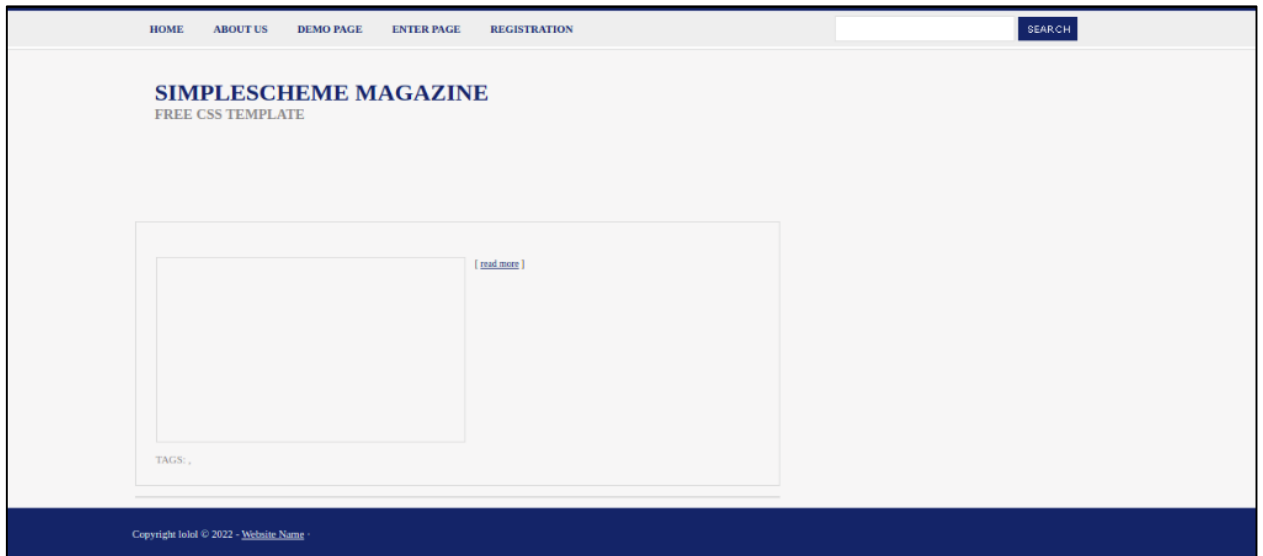 HOME ABOUT US DEMO PAGE ENTER PAGE REGISTRATION SEARCH
SIMPLESCHEME MAGAZINE
FREE CSS TEMPLATE
[ read more ]
TAGS: ,
Copyright lolol © 2022 - Website Name ·